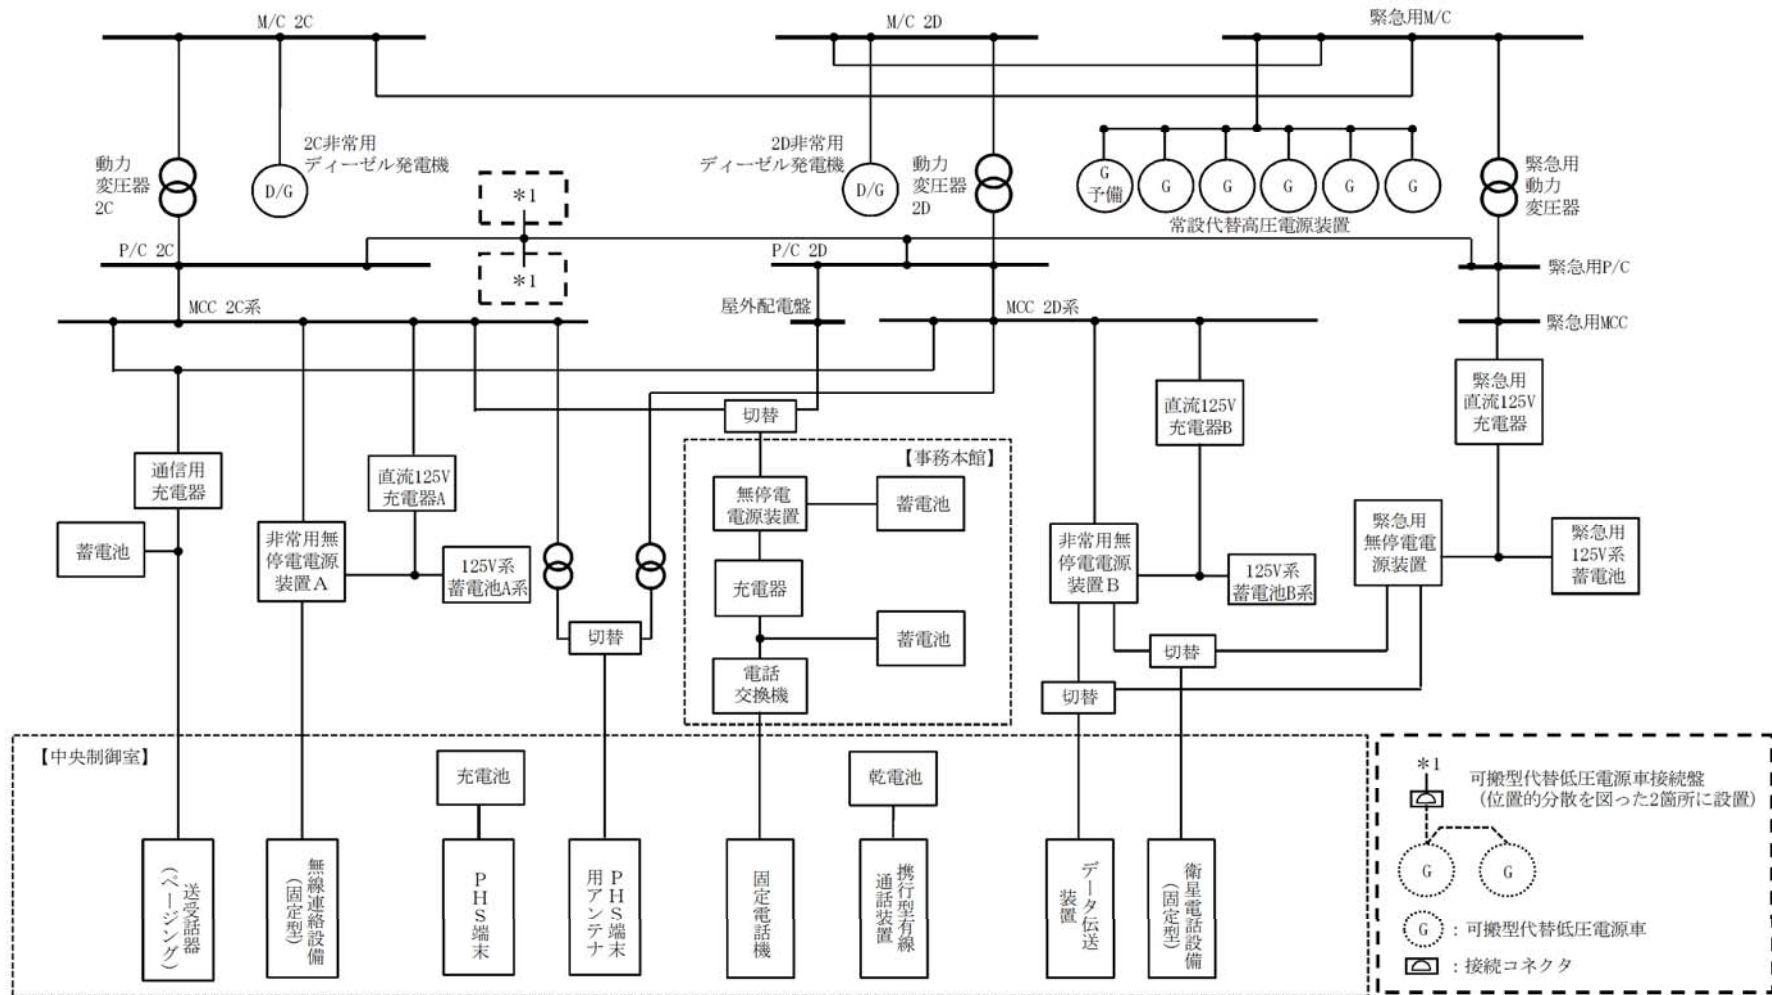 M/C 2C
M/C 2D
緊急用M/C
2C非常用
ディーゼル発電機
2D非常用
ディーゼル発電機
動力
変圧器
2C
D/G
*1
D/G
動力
変圧器
2D
G
予備
G
G
G
G
G
常設代替高圧電源装置
緊急用
動力
変圧器
P/C 2C
*1
P/C 2D
緊急用P/C
MCC 2C系
屋外配電盤
MCC 2D系
緊急用MCC
切替
直流125V
充電器B
緊急用
直流125V
充電器
通信用
充電器
直流125V
充電器A
【事務本館】
無停電
電源装置
蓄電池
蓄電池
非常用無
停電電源
装置A
125V系
蓄電池A系
充電器
非常用無
停電電源
装置B
125V系
蓄電池B系
緊急用
無停電電
源装置
緊急用
125V系
蓄電池
切替
蓄電池
切替
電話
交換機
切替
【中央制御室】
充電池
乾電池
送受話器
(ページング)
無線連絡設備
(固定型)
PHS端末
PHS端末
用アンテナ
固定電話機
携行型有線
通話装置
データ伝送
装置
衛星電話設備
(固定型)
*1
可搬型代替低圧電源車接続盤
(位置的分散を図った2箇所に設置)
G
G
G
:可搬型代替低圧電源車
:接続コネクタ